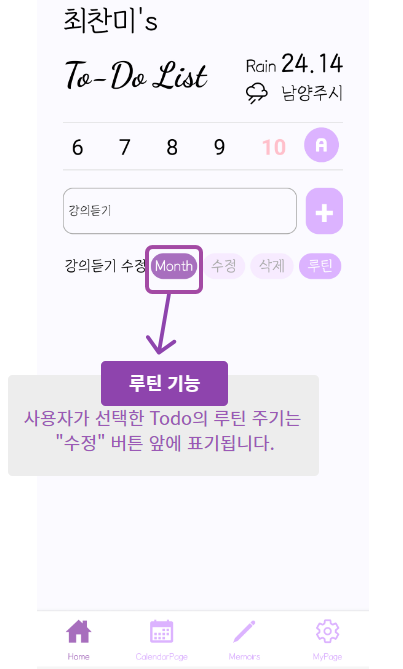 최찬미's
To-Do List
Rain 24.14
남양주시
6 7 8 9 10 A
강의듣기
+
강의듣기 수정 Month 수정 삭제 루틴
루틴 기능
사용자가 선택한 Todo의 루틴 주기는
"수정" 버튼 앞에 표기됩니다.
Home CalendarPage Memoirs MyPage